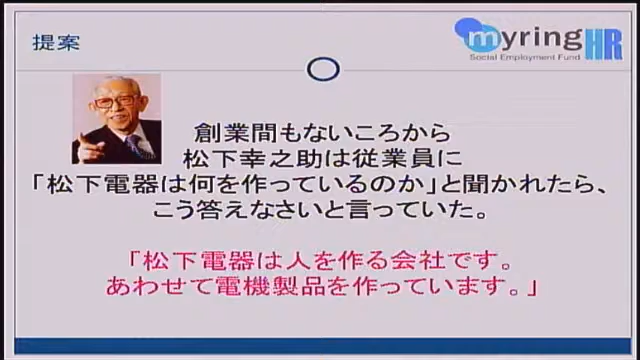 提案
myring HR
Social Employment Fund
創業間もないころから
松下幸之助は従業員に
「松下電器は何を作っているのか」と聞かれたら、
こう答えなさいと言っていた。
「松下電器は人を作る会社です。
あわせて電機製品を作っています。」